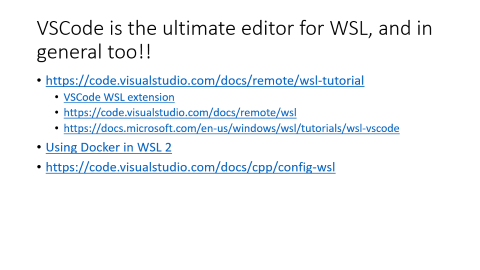 VSCode is the ultimate editor for WSL, and in
general too!!
• https://code.visualstudio.com/docs/remote/wsl-tutorial
• VSCode WSL extension
• https://code.visualstudio.com/docs/remote/wsl
• https://docs.microsoft.com/en-us/windows/wsl/tutorials/wsl-vscode
• Using Docker in WSL 2
• https://code.visualstudio.com/docs/cpp/config-wsl